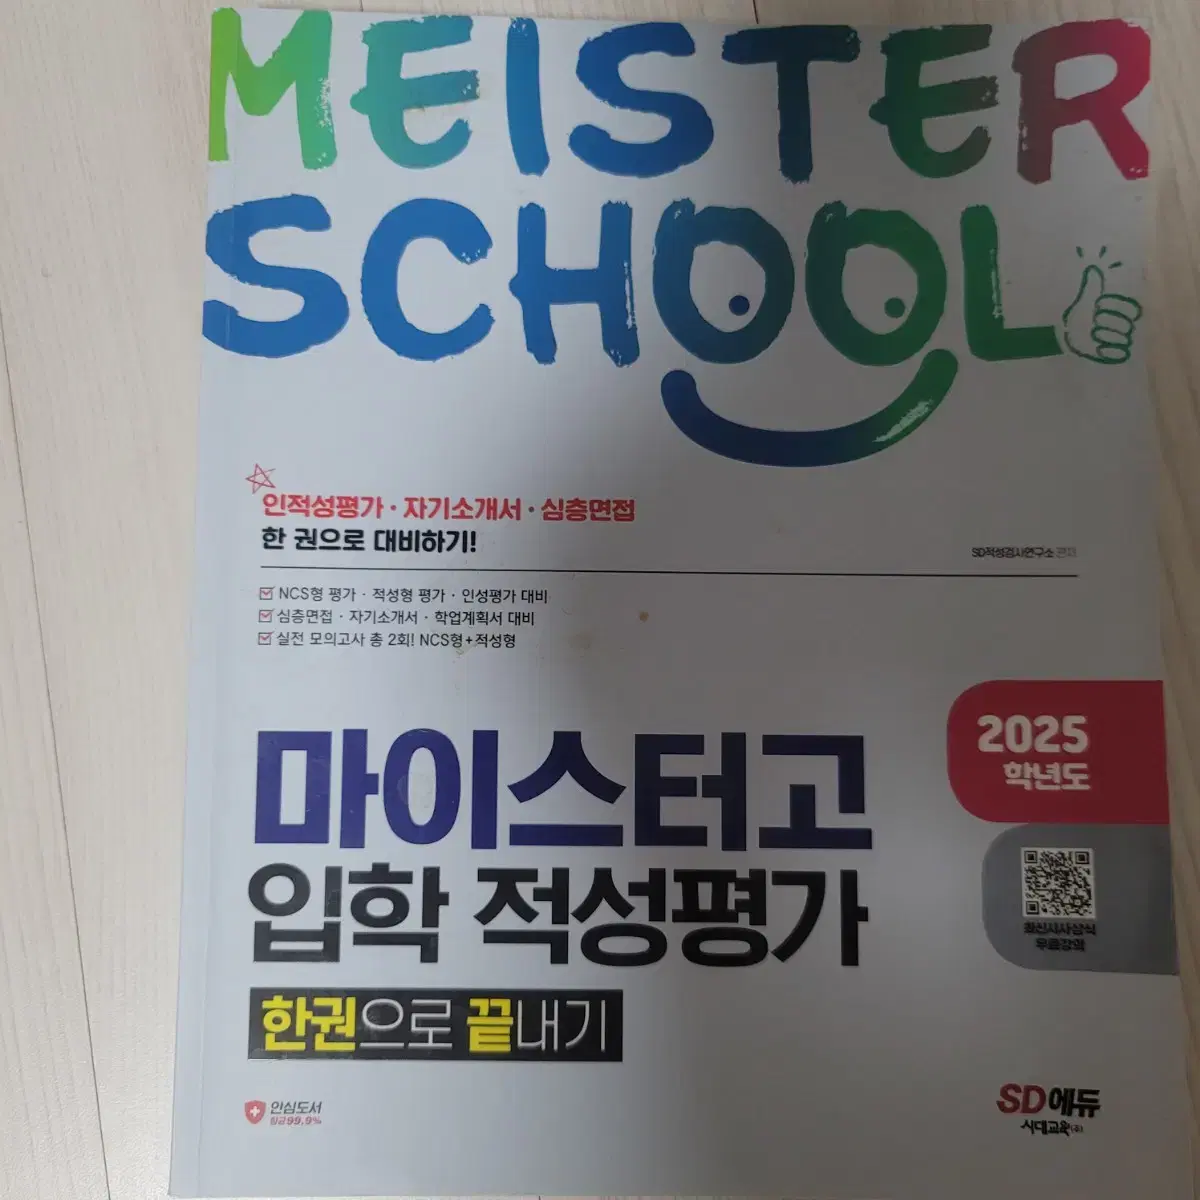 MEISTER
SCHOOL
인적성평가 · 자기소개서 · 심층면접
한 권으로 대비하기!
SD적성검사연구소 편저
NCS형 평가 · 적성형 평가 · 인성평가 대비
심층면접 · 자기소개서 · 학업계획서 대비
실전 모의고사 총 2회! NCS형+적성형
2025
학년도
마이스터고
입학 적성평가
최신시사상식
무료강의
한권으로 끝내기
안심도서
항균99.9%
SD에듀
시대교육(주)